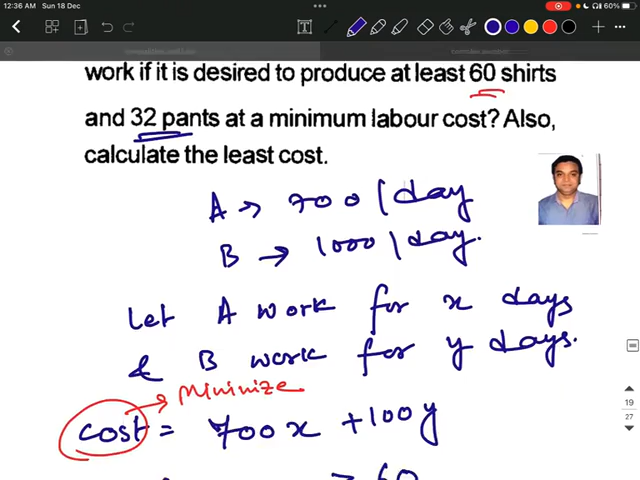 12:36 AM Sun 18 Dec
60%
work if it is desired to produce at least 60 shirts
and 32 pants at a minimum labour cost? Also,
calculate the least cost.
A → 700 / day
B → 1000 / day.
Let A work for x days
& B work for y days.
Minimize
cost = 700x + 100y
19
27